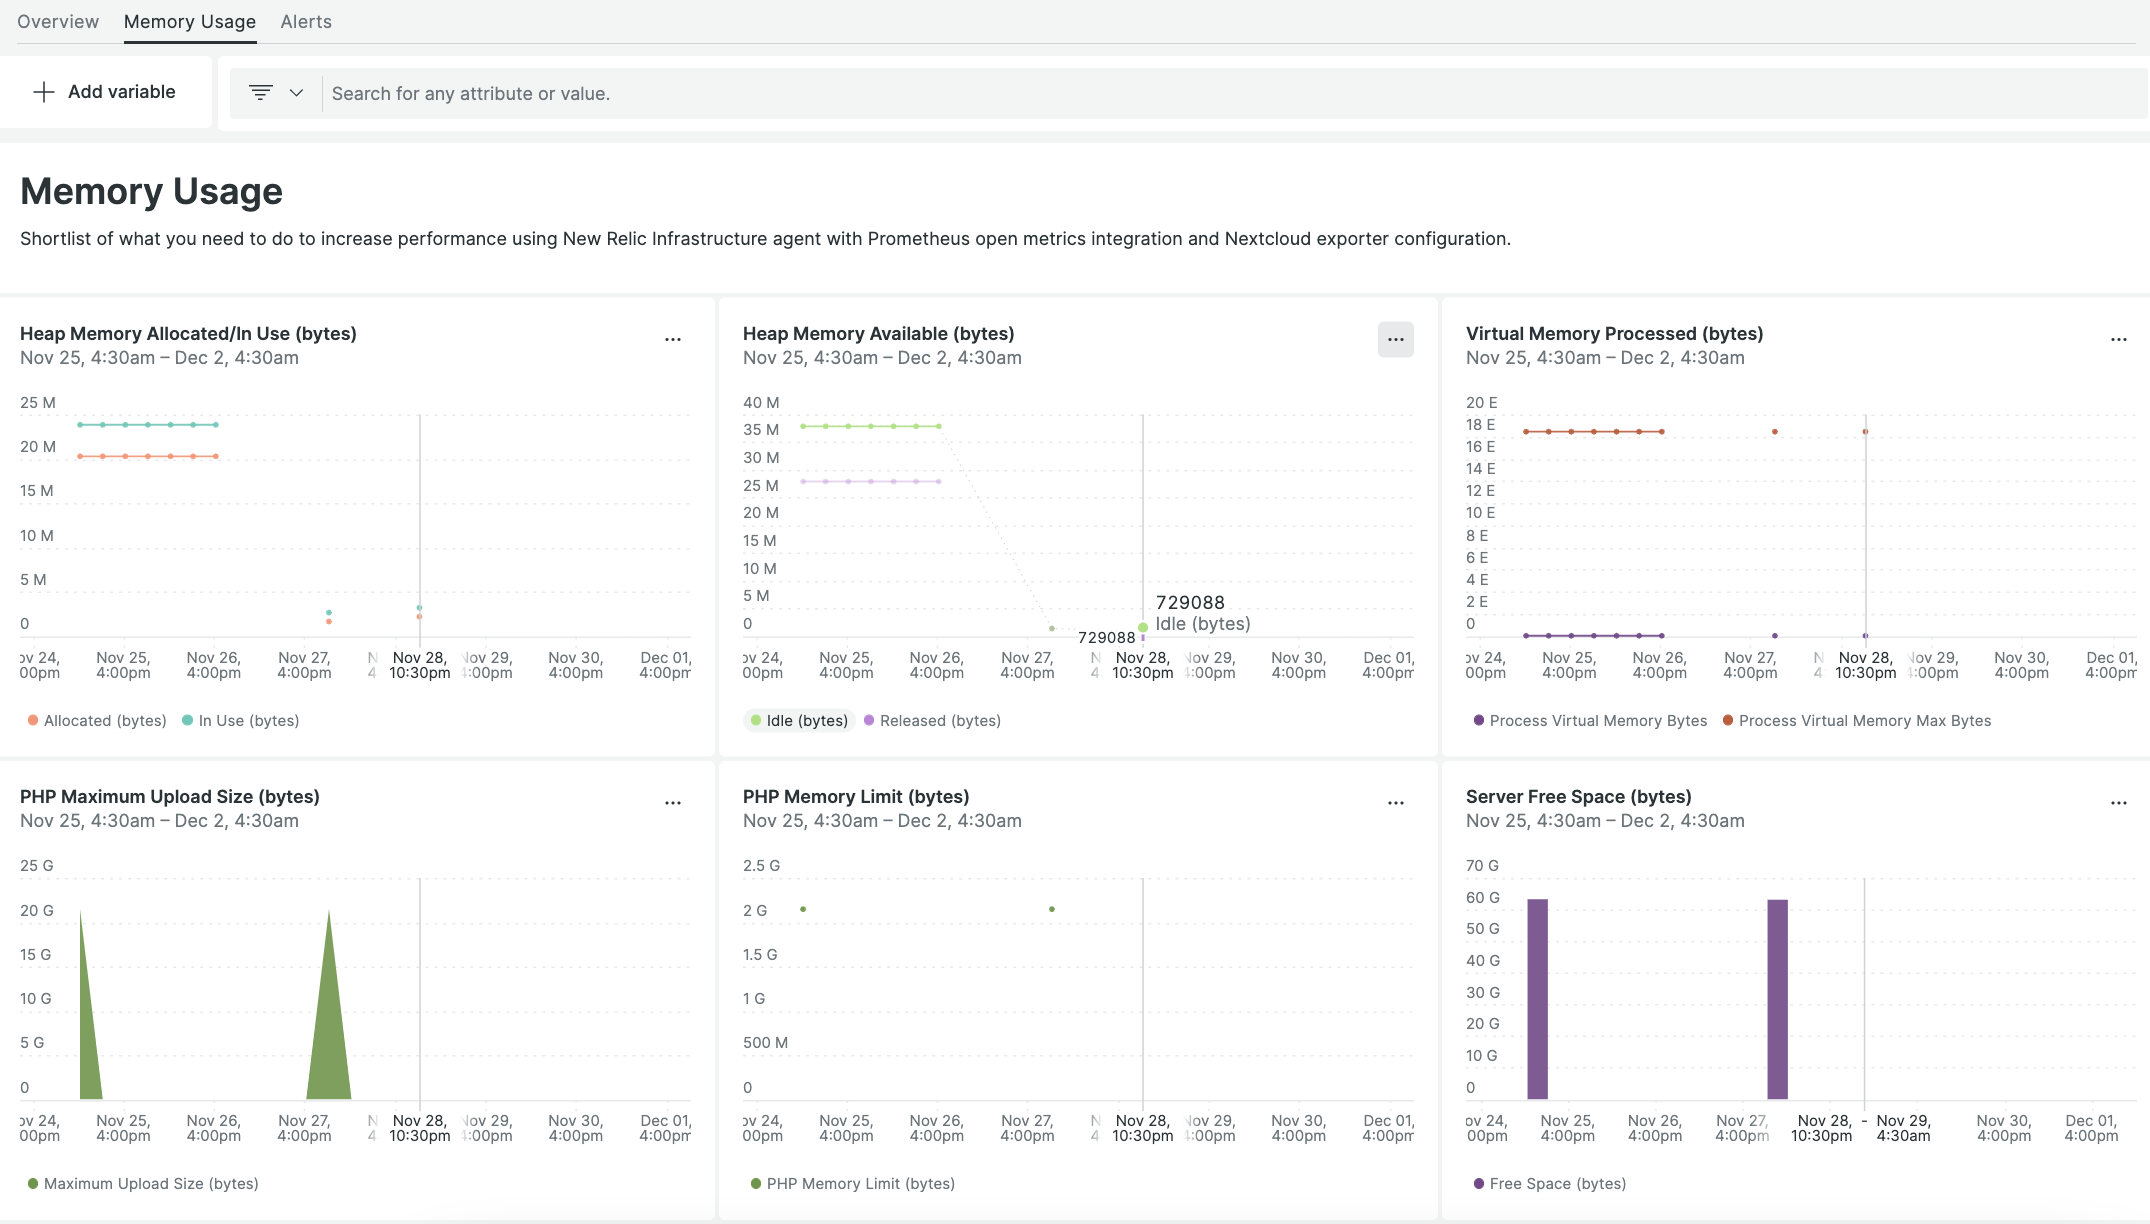 Overview Memory Usage Alerts
Add variable
Search for any attribute or value.
Memory Usage
Shortlist of what you need to do to increase performance using New Relic Infrastructure agent with Prometheus open metrics integration and Nextcloud exporter configuration.
Heap Memory Allocated/In Use (bytes)
Nov 25, 4:30am – Dec 2, 4:30am
25 M
20 M
15 M
10 M
5 M
0
ov 24, Nov 25, Nov 26, Nov 27, N Nov 28, Nov 29, Nov 30, Dec 01,
00pm 4:00pm 4:00pm 4:00pm 4: 10:30pm 4:00pm 4:00pm 4:00pm
Allocated (bytes) In Use (bytes)
Heap Memory Available (bytes)
Nov 25, 4:30am – Dec 2, 4:30am
40 M
35 M
30 M
25 M
20 M
15 M
10 M
5 M
0
729088
Idle (bytes)
729088
ov 24, Nov 25, Nov 26, Nov 27, N Nov 28, Nov 29, Nov 30, Dec 01,
00pm 4:00pm 4:00pm 4:00pm 4 10:30pm 4:00pm 4:00pm 4:00pm
Idle (bytes) Released (bytes)
Virtual Memory Processed (bytes)
Nov 25, 4:30am – Dec 2, 4:30am
20 E
18 E
16 E
14 E
12 E
10 E
8 E
6 E
4 E
2 E
0
ov 24, Nov 25, Nov 26, Nov 27, N Nov 28, Nov 29, Nov 30, Dec 01,
00pm 4:00pm 4:00pm 4:00pm 4: 10:30pm 4:00pm 4:00pm 4:00pm
Process Virtual Memory Bytes Process Virtual Memory Max Bytes
PHP Maximum Upload Size (bytes)
Nov 25, 4:30am – Dec 2, 4:30am
25 G
20 G
15 G
10 G
5 G
0
ov 24, Nov 25, Nov 26, Nov 27, N Nov 28, Nov 29, Nov 30, Dec 01,
00pm 4:00pm 4:00pm 4:00pm 4: 10:30pm 4:00pm 4:00pm 4:00pm
Maximum Upload Size (bytes)
PHP Memory Limit (bytes)
Nov 25, 4:30am – Dec 2, 4:30am
2.5 G
2 G
1.5 G
1 G
500 M
0
ov 24, Nov 25, Nov 26, Nov 27, N Nov 28, Nov 29, Nov 30, Dec 01,
00pm 4:00pm 4:00pm 4:00pm 4 10:30pm 4:00pm 4:00pm 4:00pm
PHP Memory Limit (bytes)
Server Free Space (bytes)
Nov 25, 4:30am – Dec 2, 4:30am
70 G
60 G
50 G
40 G
30 G
20 G
10 G
0
ov 24, Nov 25, Nov 26, Nov 27, Nov 28, - Nov 29, Nov 30, Dec 01,
00pm 4:00pm 4:00pm 4:00pm 10:30pm 4:30am 4:00pm 4:00pm
Free Space (bytes)